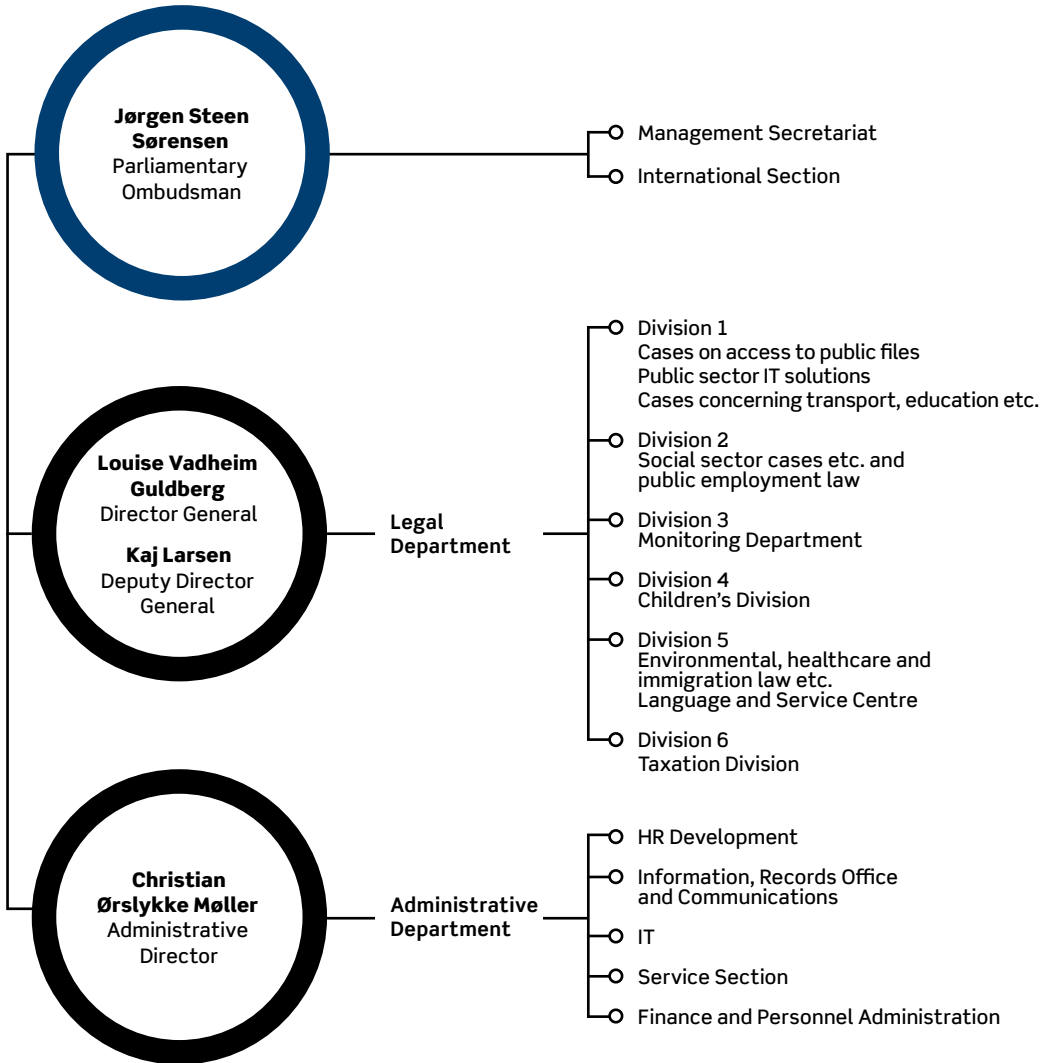 Jørgen Steen
Sørensen
Parliamentary
Ombudsman
Management Secretariat
International Section
Louise Vadheim
Guldberg
Director General
Kaj Larsen
Deputy Director
General
Legal
Department
Division 1
Cases on access to public files
Public sector IT solutions
Cases concerning transport, education etc.
Division 2
Social sector cases etc. and
public employment law
Division 3
Monitoring Department
Division 4
Children’s Division
Division 5
Environmental, healthcare and
immigration law etc.
Language and Service Centre
Division 6
Taxation Division
Christian
Ørslykke Møller
Administrative
Director
Administrative
Department
HR Development
Information, Records Office
and Communications
IT
Service Section
Finance and Personnel Administration